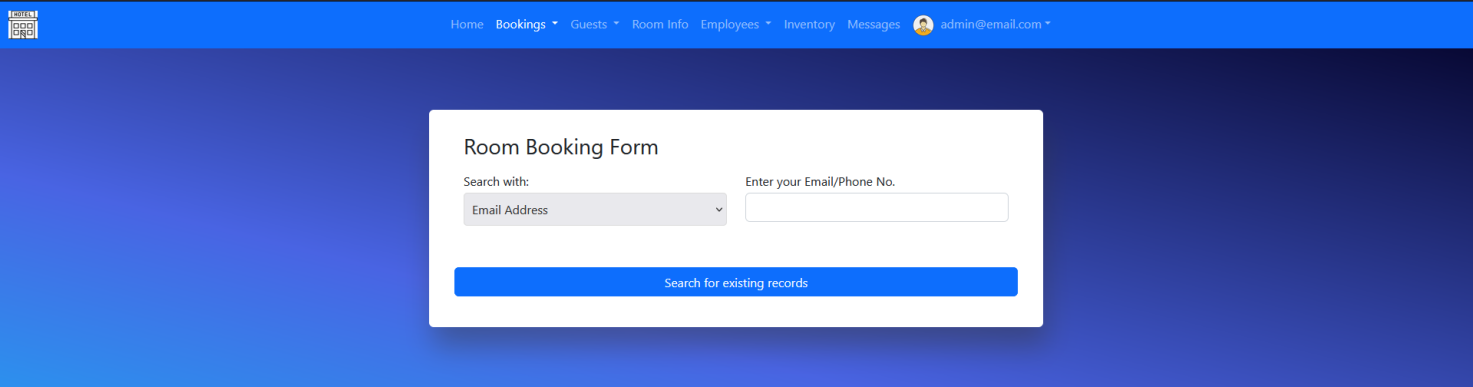 HOTEL
Home Bookings Guests Room Info Employees Inventory Messages admin@email.com
Room Booking Form
Search with: Enter your Email/Phone No.
Email Address
Search for existing records